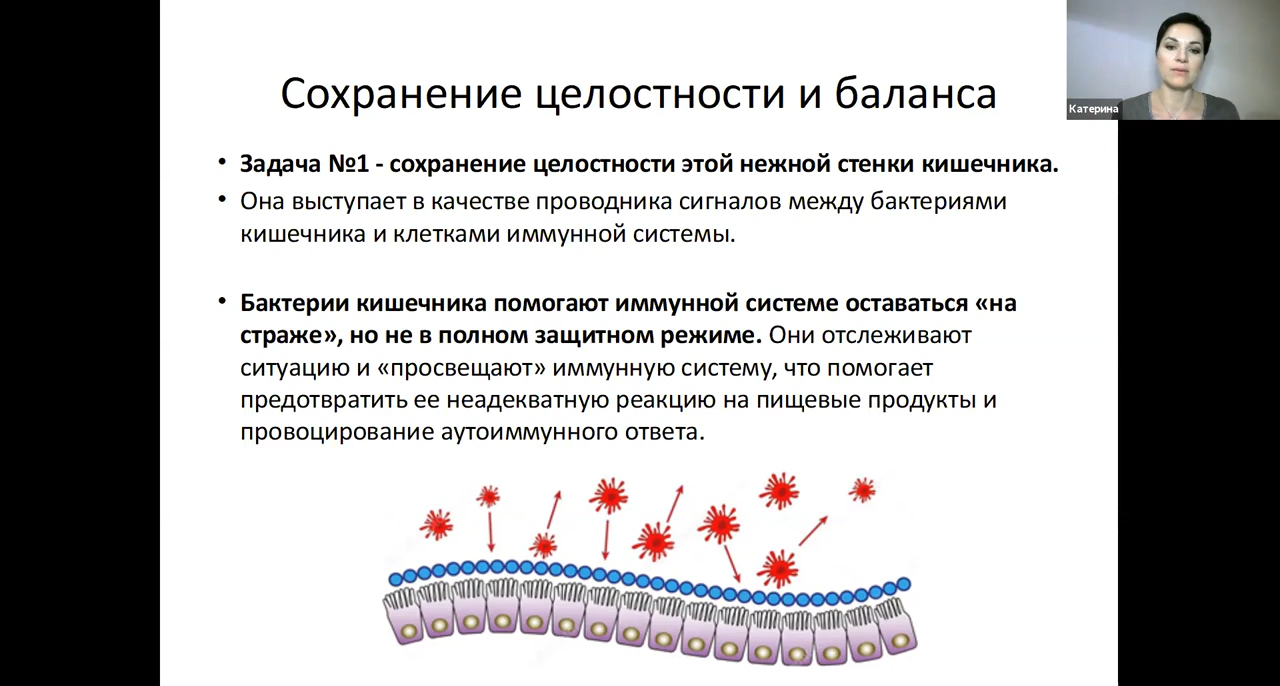 Сохранение целостности и баланса
Катерина
• Задача №1 - сохранение целостности этой нежной стенки кишечника.
• Она выступает в качестве проводника сигналов между бактериями
кишечника и клетками иммунной системы.
• Бактерии кишечника помогают иммунной системе оставаться «на
страже», но не в полном защитном режиме. Они отслеживают
ситуацию и «просвещают» иммунную систему, что помогает
предотвратить ее неадекватную реакцию на пищевые продукты и
провоцирование аутоиммунного ответа.